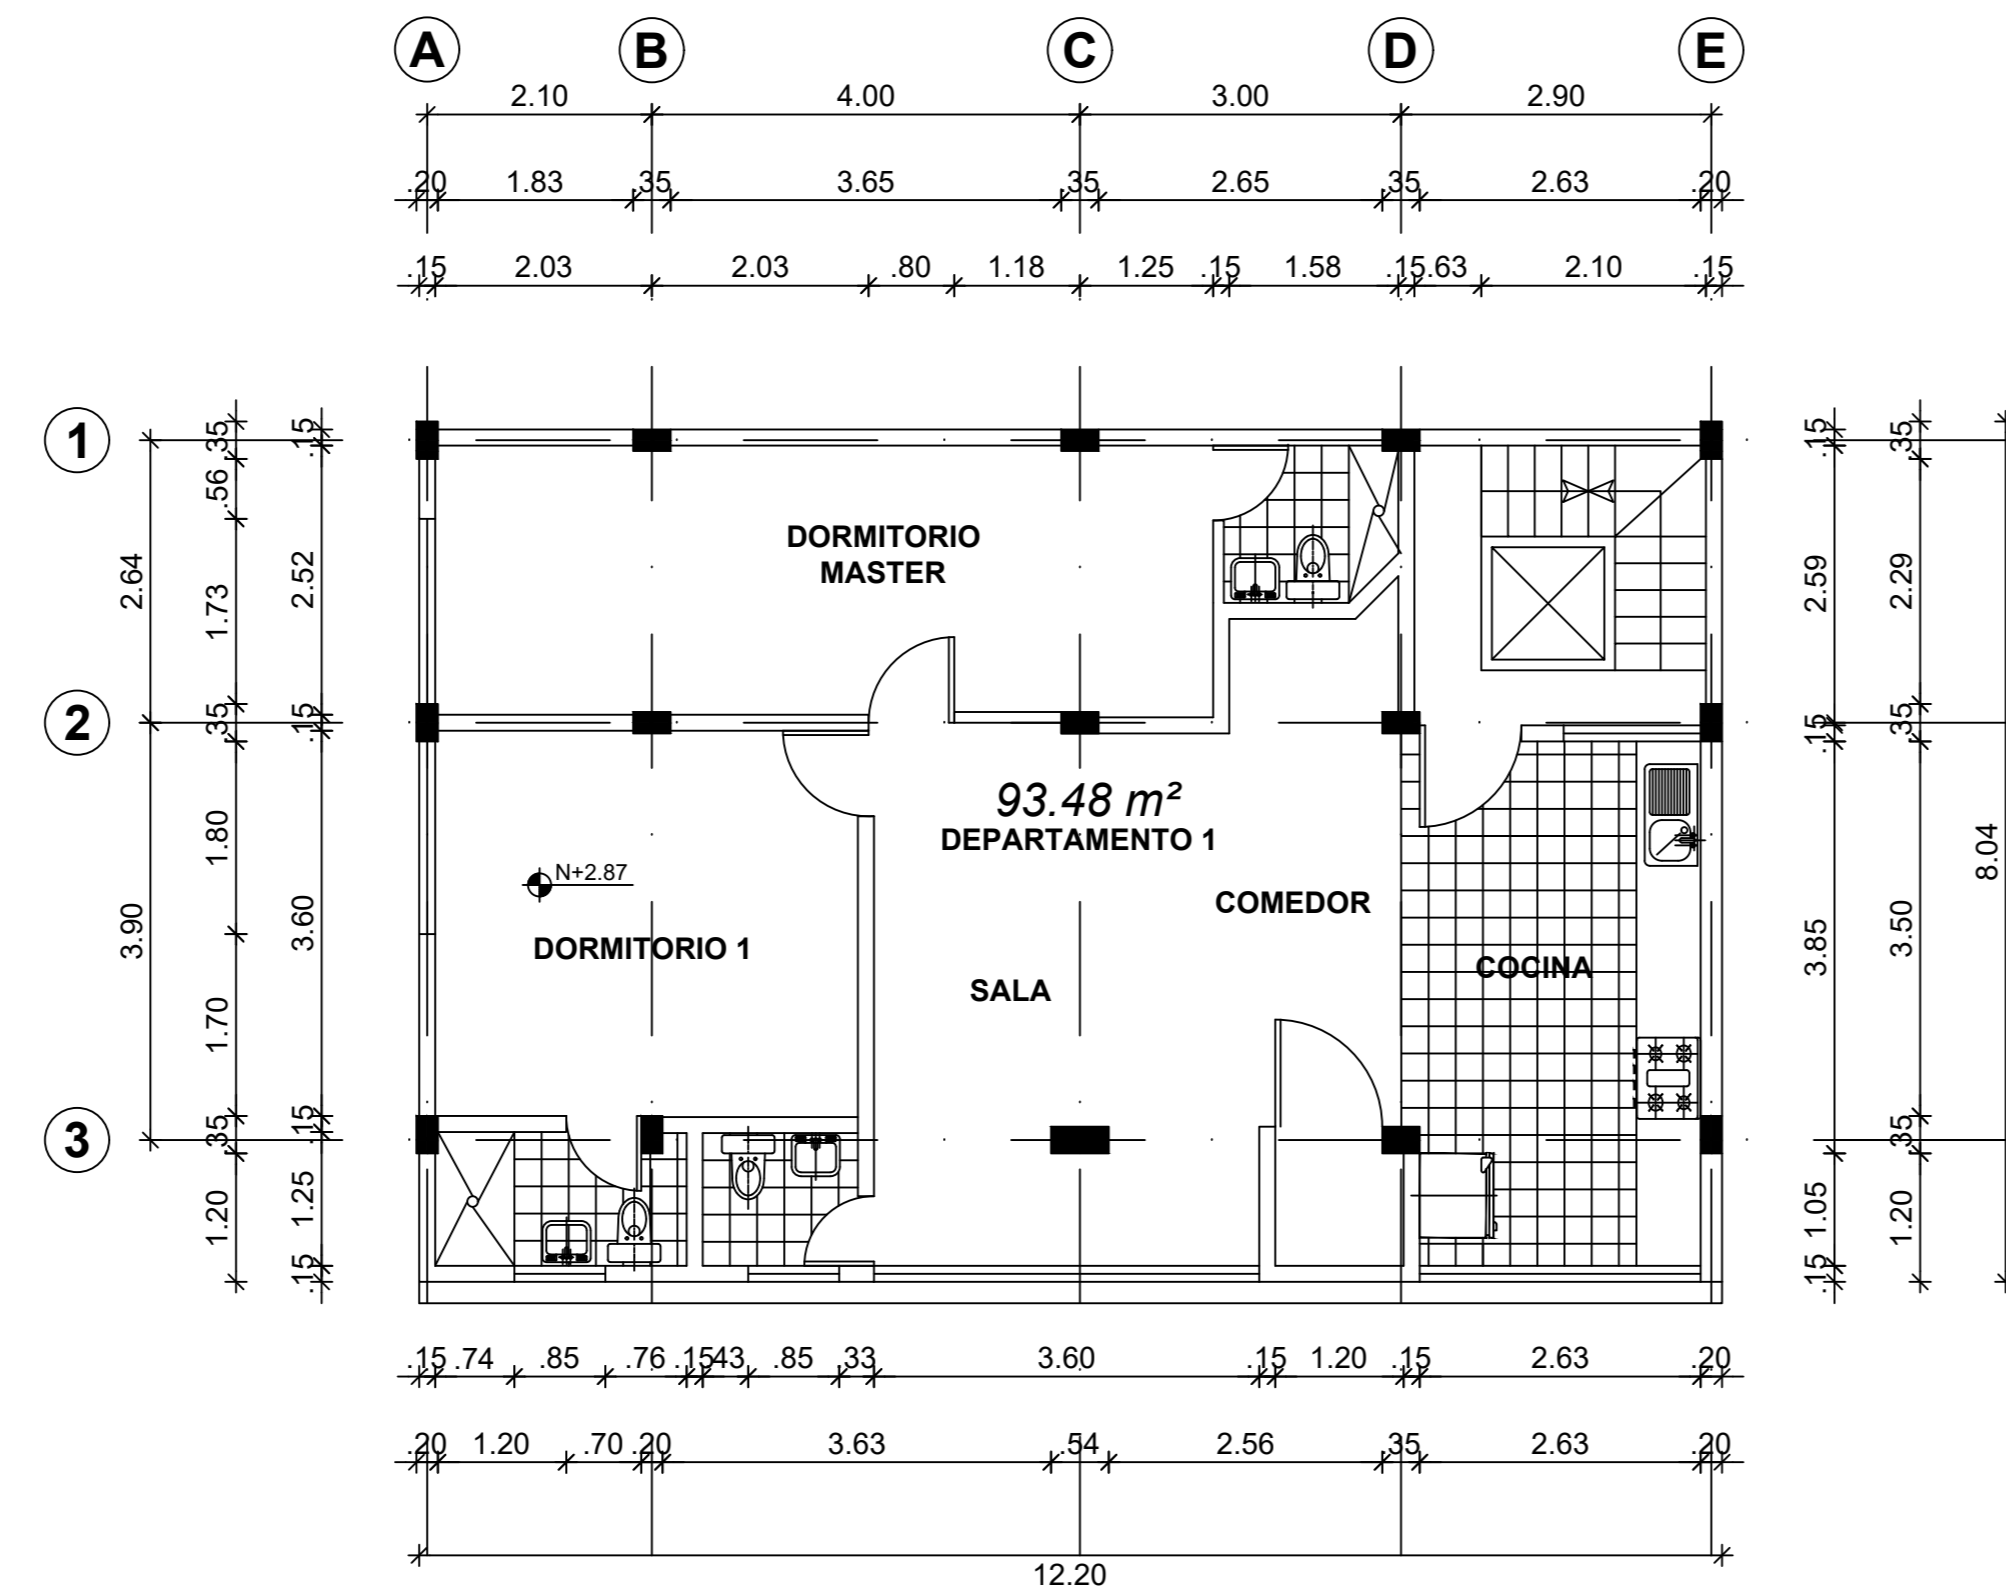 A B C D E
2.10 4.00 3.00 2.90
.20 1.83 .35 3.65 .35 2.65 .35 2.63 .20
.15 2.03 2.03 .80 1.18 1.25 .15 1.58 .15 .63 2.10 .15
1
2
3
2.64
3.90
.35
.56
1.73
.35
1.80
1.70
.35
1.20
.15
2.52
.15
3.60
.15
1.25
.15
DORMITORIO
MASTER
93.48 m²
DEPARTAMENTO 1
N+2.87
COMEDOR
DORMITORIO 1
COCINA
SALA
.15
2.59
.15
3.85
1.05
.15
.35
2.29
.35
3.50
.35
1.20
8.04
.15 .74 .85 .76 .15 .43 .85 .33 3.60 .15 1.20 .15 2.63 .20
.20 1.20 .70 .20 3.63 .54 2.56 .35 2.63 .20
12.20